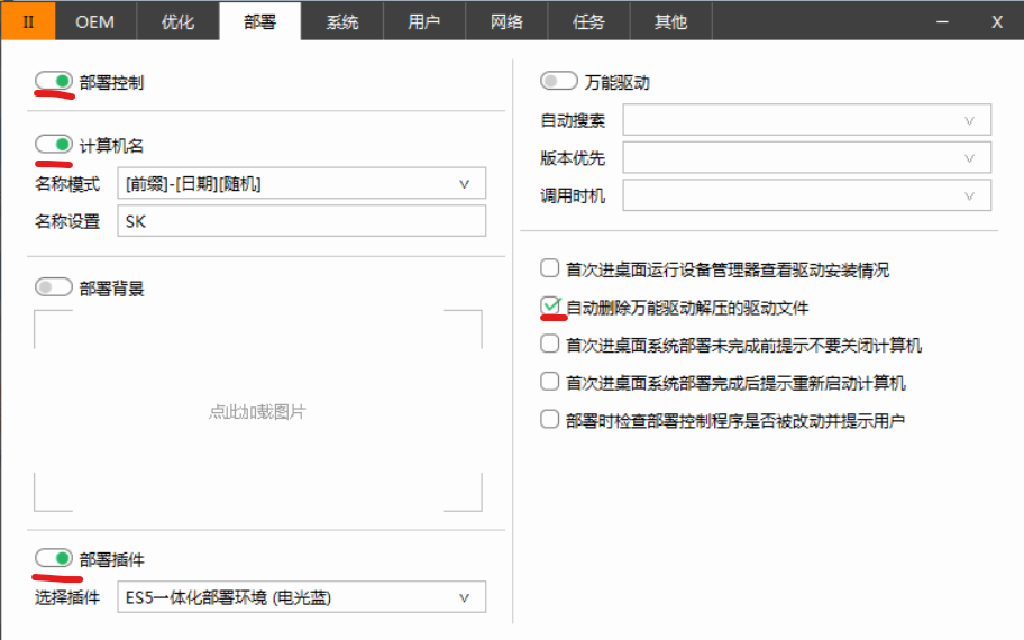 II OEM 优化 部署 系统 用户 网络 任务 其他 X
部署控制
计算机名
名称模式 [前缀]-[日期][随机]
名称设置 SK
部署背景
点此加载图片
部署插件
选择插件 ES5一体化部署环境 (电光蓝)
万能驱动
自动搜索
版本优先
调用时机
首次进桌面运行设备管理器查看驱动安装情况
自动删除万能驱动解压的驱动文件
首次进桌面系统部署未完成前提示不要关闭计算机
首次进桌面系统部署完成后提示重新启动计算机
部署时检查部署控制程序是否被改动并提示用户